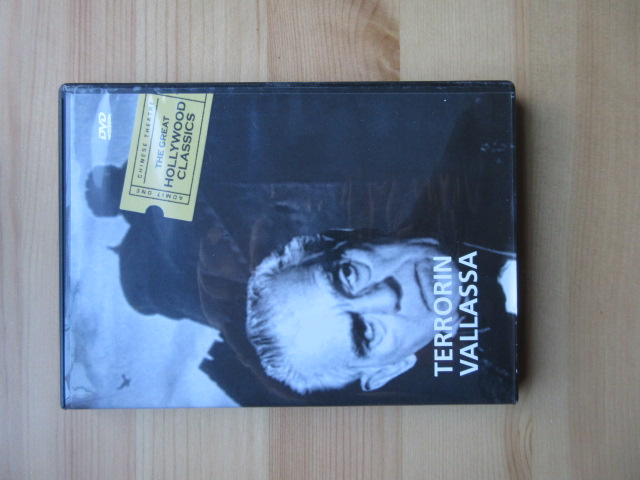 DVD
CHINESE THEATRE
THE GREAT
HOLLYWOOD
CLASSICS
ADMIT ONE
TERRORIN
VALLASSA